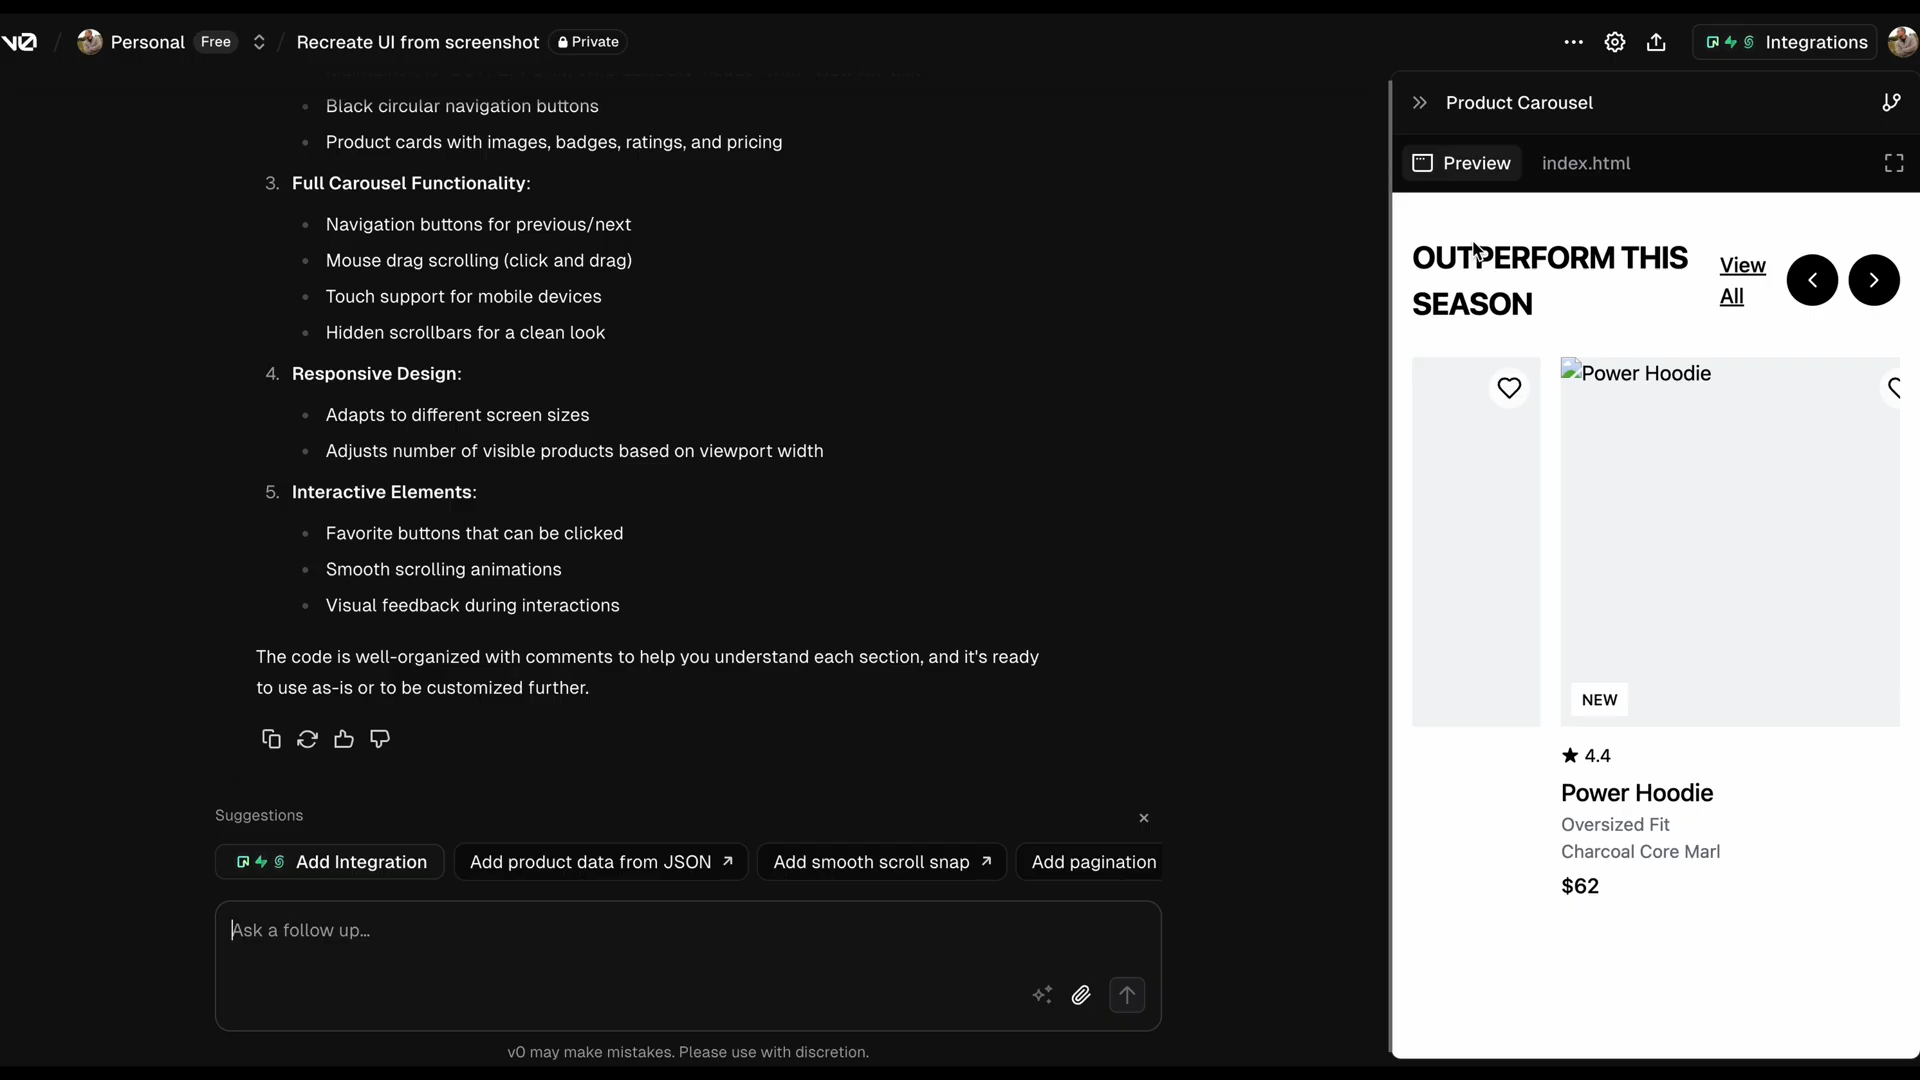 v0 / Personal Free / Recreate UI from screenshot Private
Integrations
Black circular navigation buttons
Product cards with images, badges, ratings, and pricing
3. Full Carousel Functionality:
Navigation buttons for previous/next
Mouse drag scrolling (click and drag)
Touch support for mobile devices
Hidden scrollbars for a clean look
4. Responsive Design:
Adapts to different screen sizes
Adjusts number of visible products based on viewport width
5. Interactive Elements:
Favorite buttons that can be clicked
Smooth scrolling animations
Visual feedback during interactions
The code is well-organized with comments to help you understand each section, and it's ready
to use as-is or to be customized further.
Suggestions
Add Integration
Add product data from JSON
Add smooth scroll snap
Add pagination
Ask a follow up...
v0 may make mistakes. Please use with discretion.
Product Carousel
Preview
index.html
OUTPERFORM THIS
SEASON
View
All
Power Hoodie
NEW
★ 4.4
Power Hoodie
Oversized Fit
Charcoal Core Marl
$62